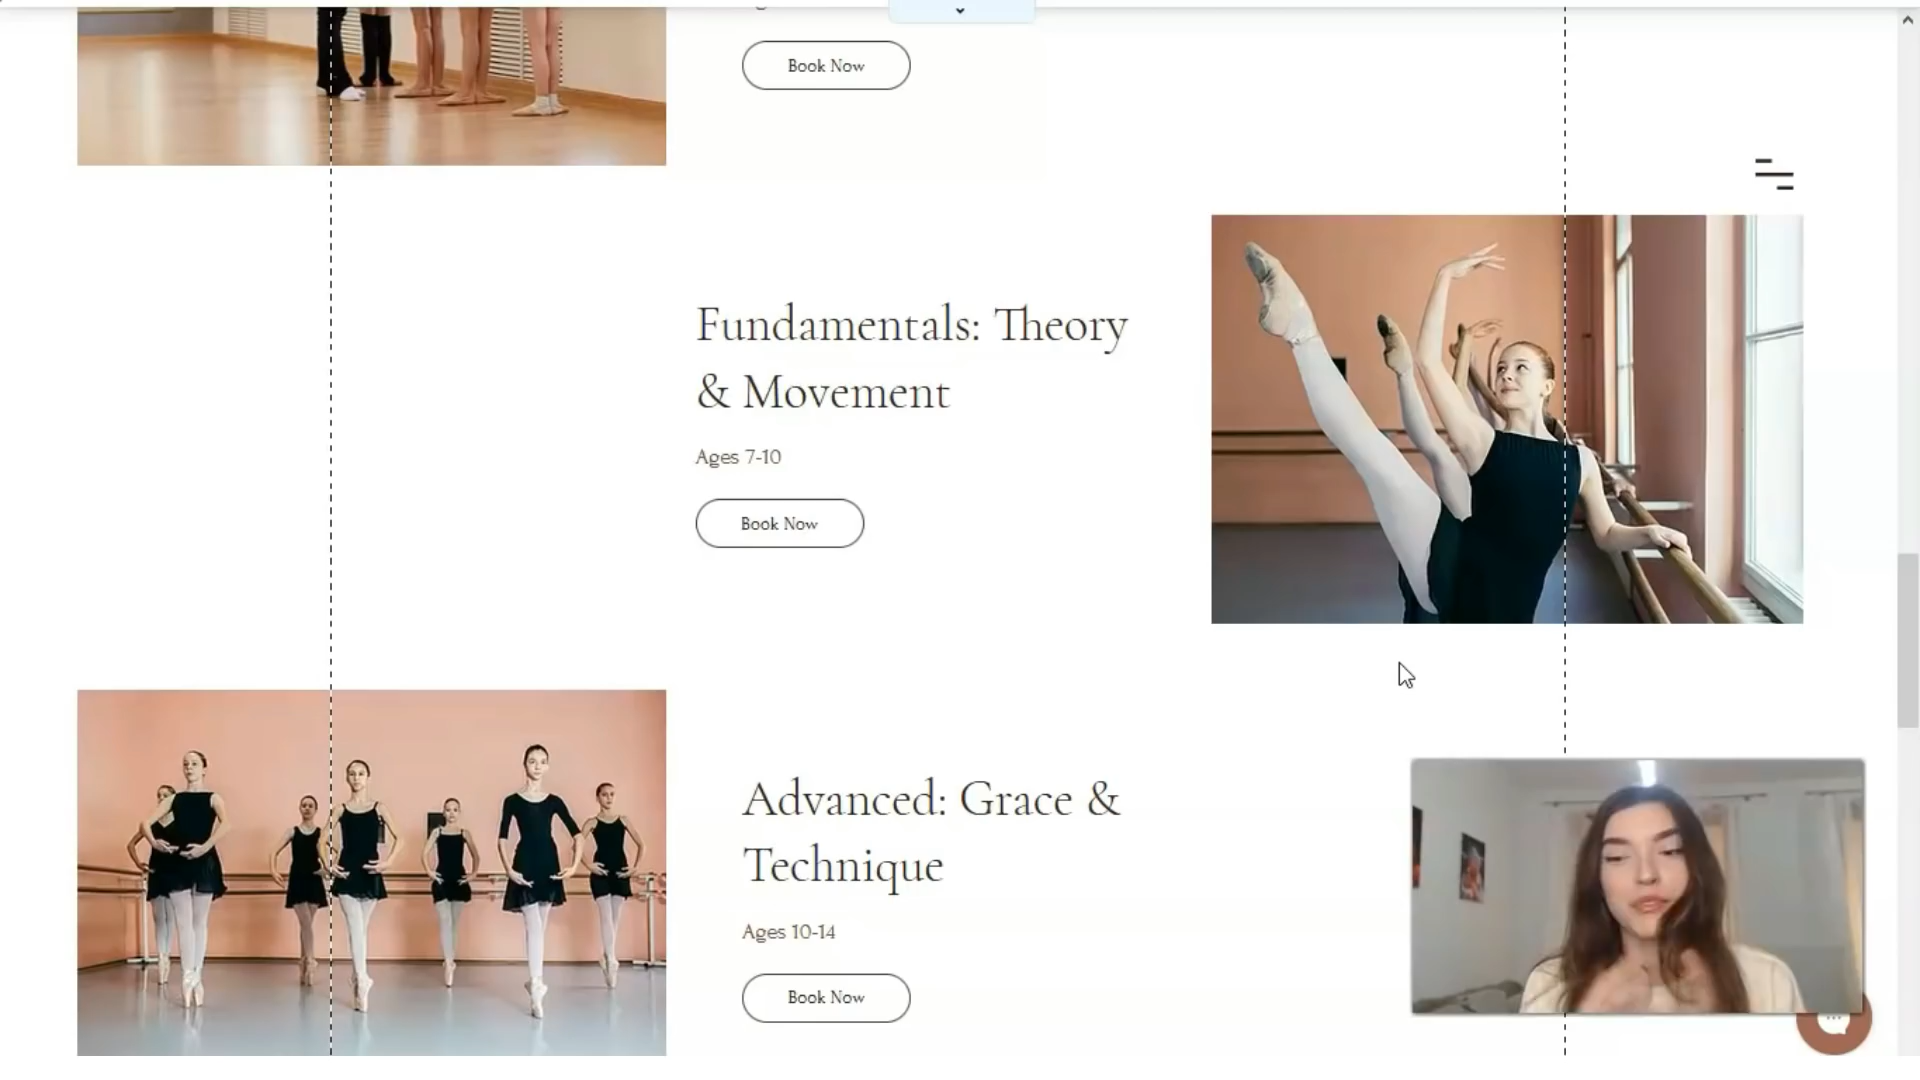 Book Now
Fundamentals: Theory
& Movement
Ages 7-10
Book Now
Advanced: Grace &
Technique
Ages 10-14
Book Now